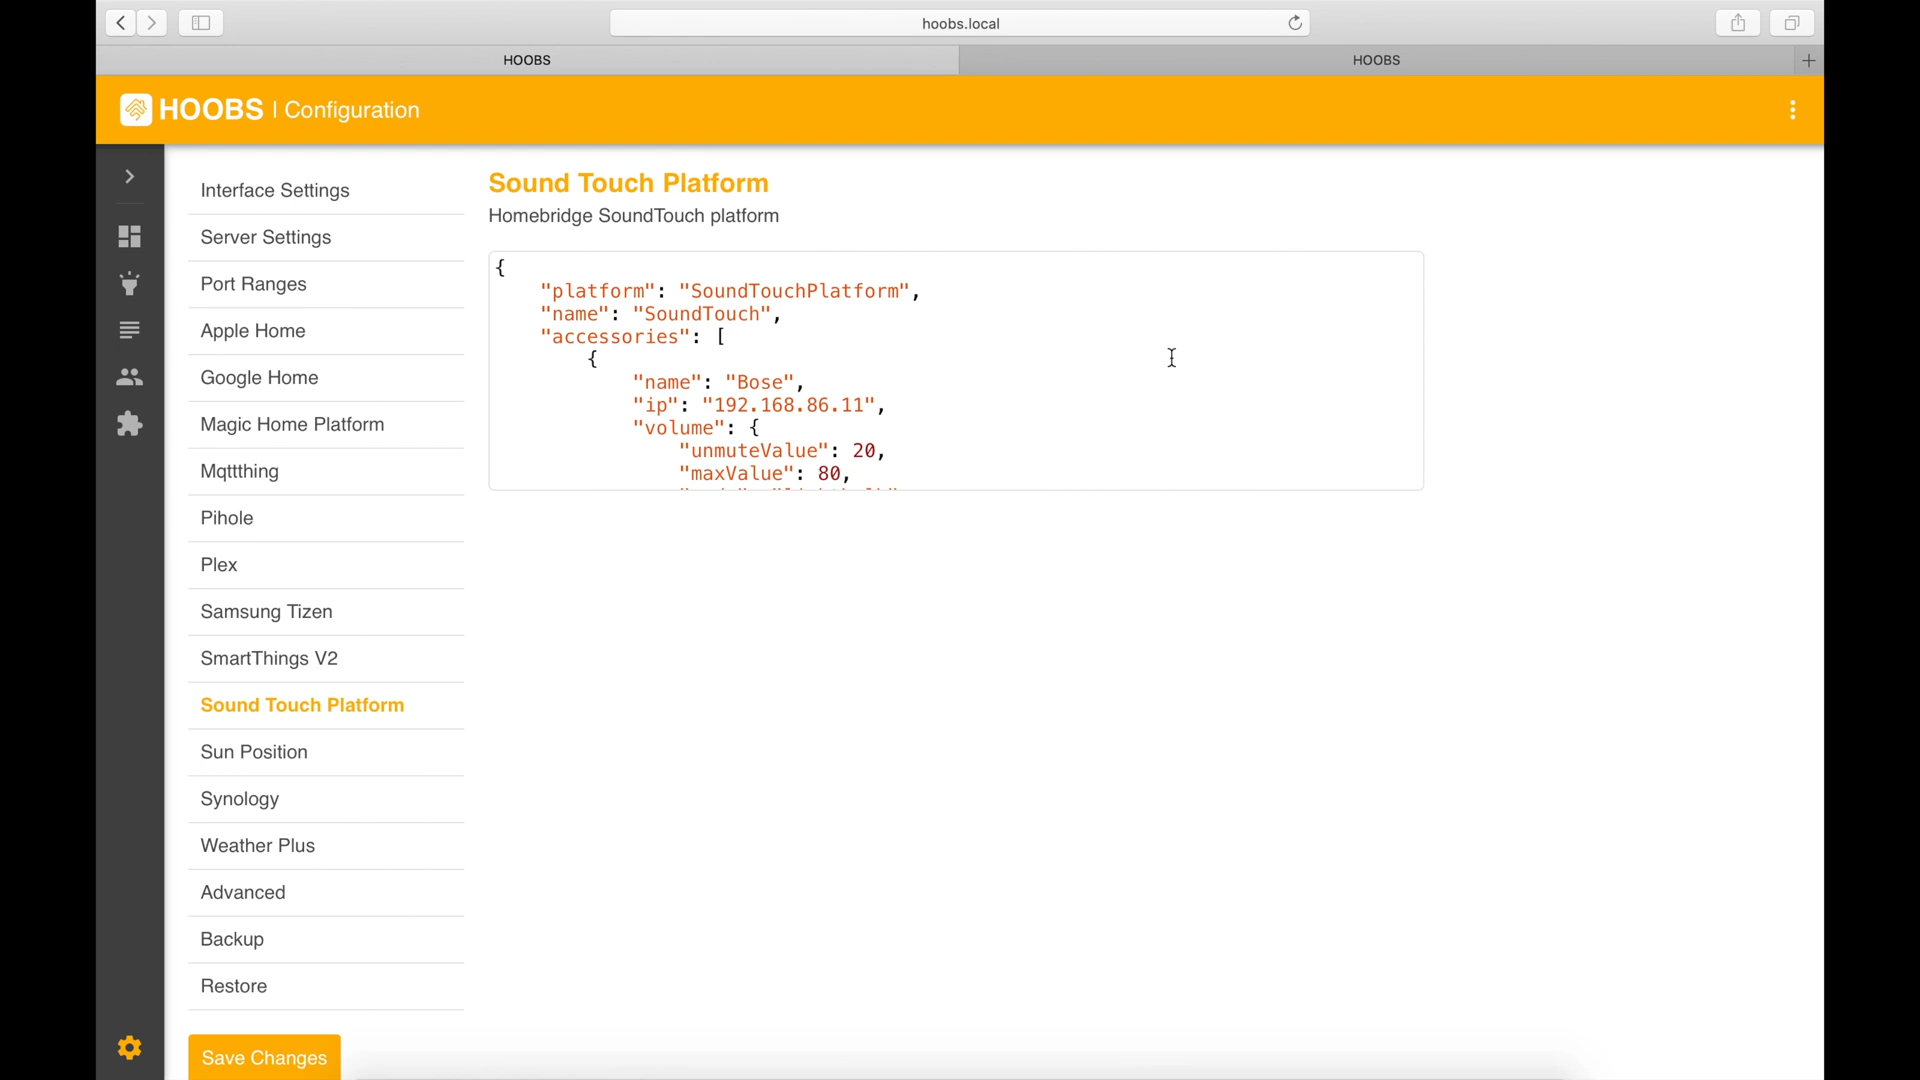 hoobs.local
HOOBS
HOOBS
HOOBS | Configuration
Interface Settings
Server Settings
Port Ranges
Apple Home
Google Home
Magic Home Platform
Mqttthing
Pihole
Plex
Samsung Tizen
SmartThings V2
Sound Touch Platform
Sun Position
Synology
Weather Plus
Advanced
Backup
Restore
Save Changes
Sound Touch Platform
Homebridge SoundTouch platform
{
"platform": "SoundTouchPlatform",
"name": "SoundTouch",
"accessories": [
{
"name": "Bose",
"ip": "192.168.86.11",
"volume": {
"unmuteValue": 20,
"maxValue": 80,